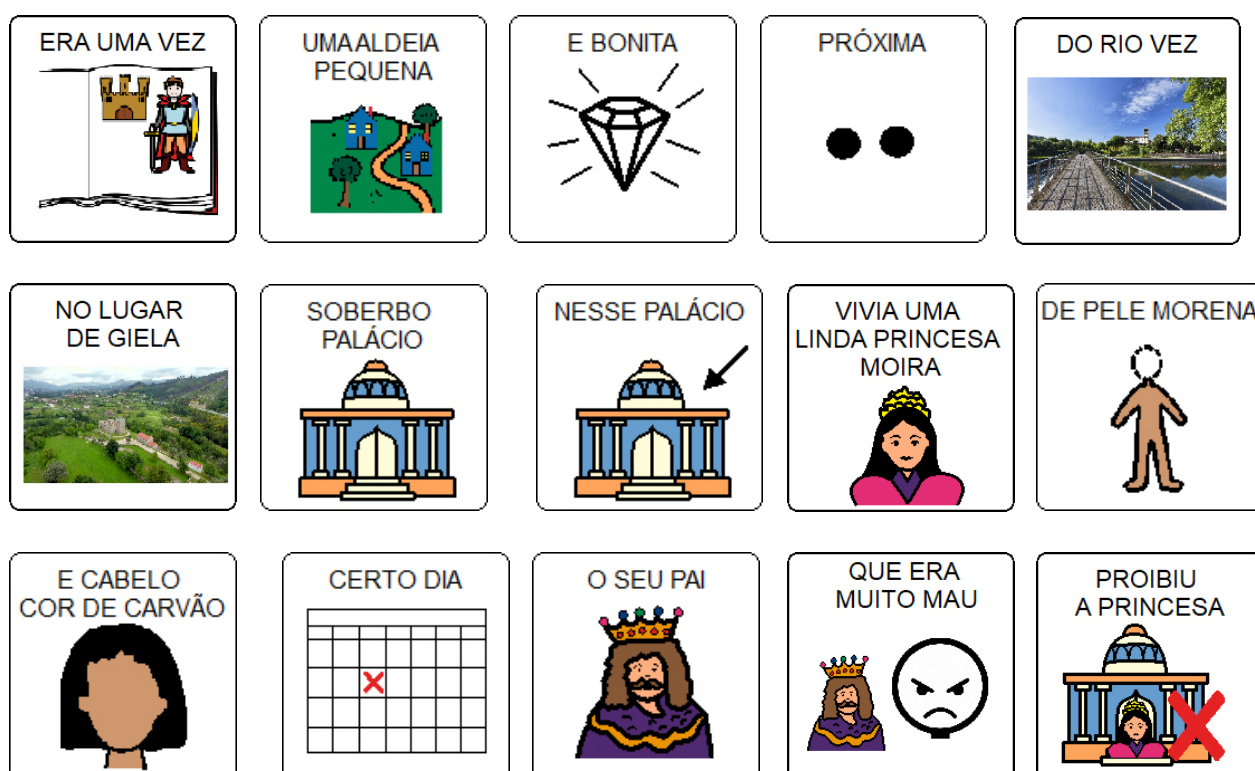 ERA UMA VEZ
UMA ALDEIA
PEQUENA
E BONITA
PRÓXIMA
DO RIO VEZ
NO LUGAR
DE GIELA
SOBERBO
PALÁCIO
NESSE PALÁCIO
VIVIA UMA
LINDA PRINCESA
MOIRA
DE PELE MORENA
E CABELO
COR DE CARVÃO
CERTO DIA
O SEU PAI
QUE ERA
MUITO MAU
PROIBIU
A PRINCESA